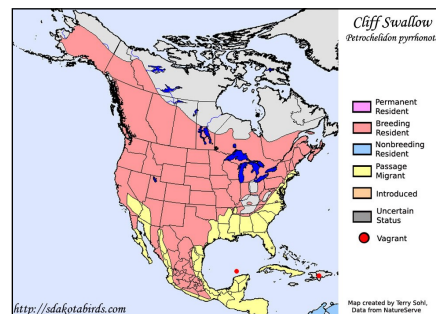 Cliff Swallow
Petrochelidon pyrrhonota
Permanent
Resident
Breeding
Resident
Nonbreeding
Resident
Passage
Migrant
Introduced
Uncertain
Status
Vagrant
http://sdakotabirds.com
Map created by Terry Sohl,
Data from NatureServe